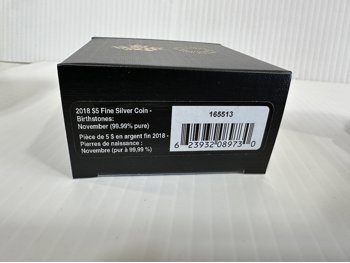 2018 $5 Fine Silver Coin -
Birthstones:
November (99.99% pure)
Pièce de 5 $ en argent fin 2018 -
Pierres de naissance :
Novembre (pur à 99,99 %)
165513
6 23932 08973 0